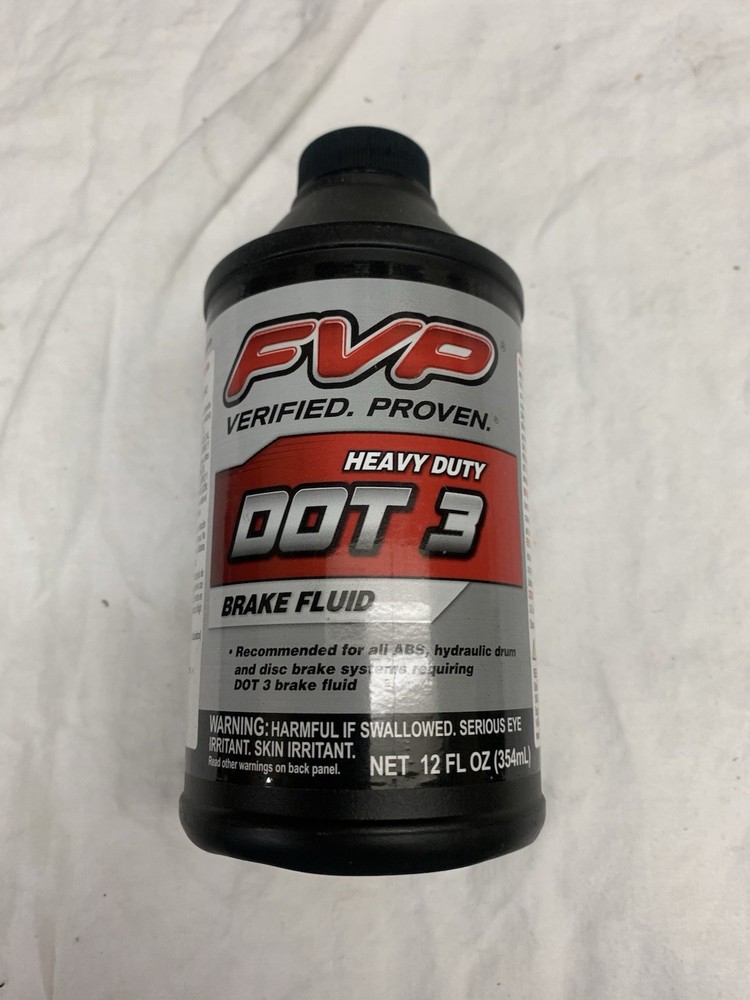 FVP®
VERIFIED. PROVEN.®
HEAVY DUTY
DOT 3
BRAKE FLUID
• Recommended for all ABS, hydraulic drum
and disc brake systems requiring
DOT 3 brake fluid
WARNING: HARMFUL IF SWALLOWED. SERIOUS EYE
IRRITANT. SKIN IRRITANT.
Read other warnings on back panel.
NET 12 FL OZ (354mL)